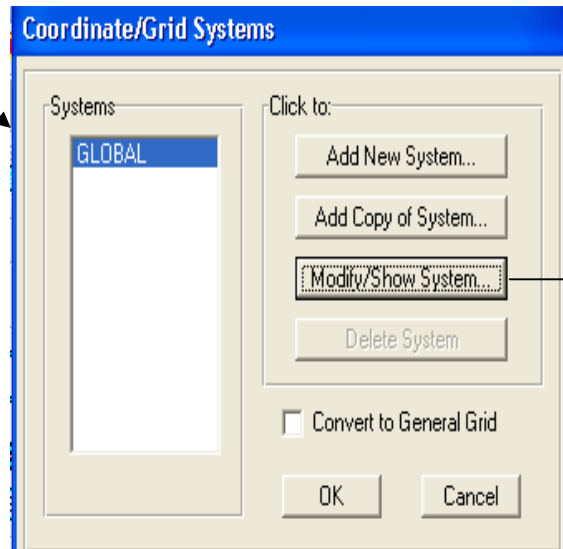 Coordinate/Grid Systems
Systems
GLOBAL
Click to:
Add New System...
Add Copy of System...
Modify/Show System...
Delete System
Convert to General Grid
OK
Cancel